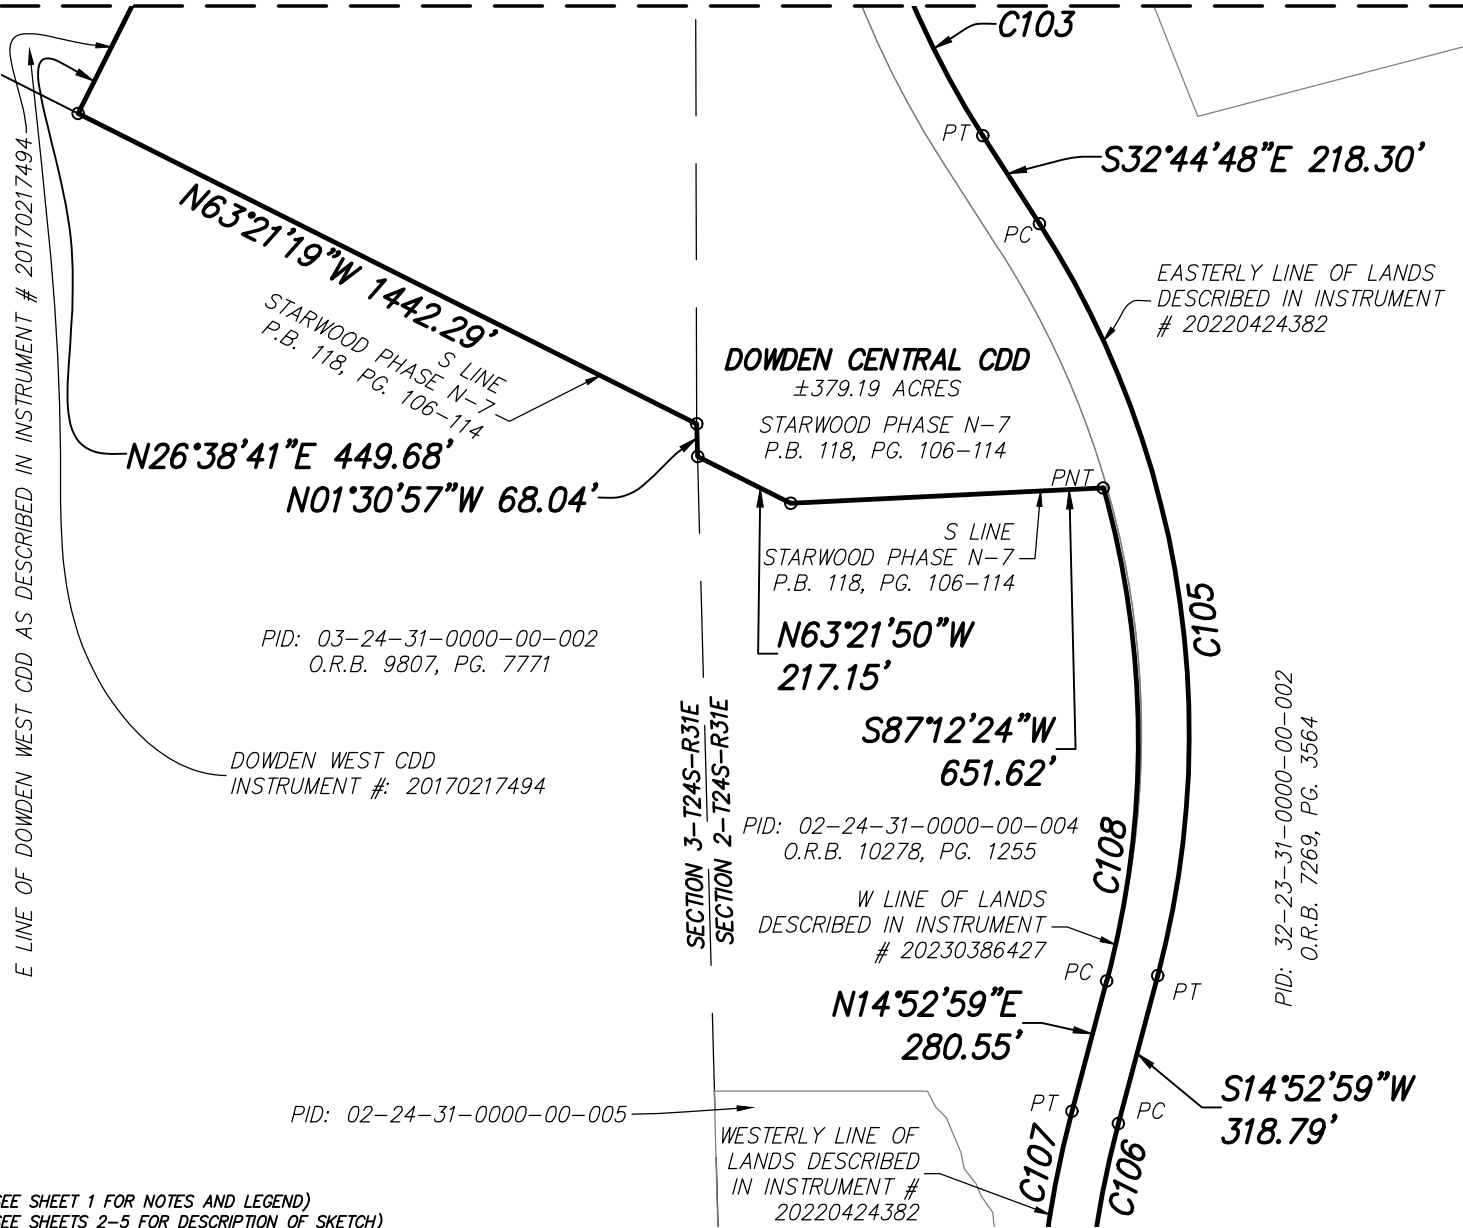 C103
PT
S32°44'48"E 218.30'
PC
EASTERLY LINE OF LANDS
DESCRIBED IN INSTRUMENT
# 20220424382
E LINE OF DOWDEN WEST CDD AS DESCRIBED IN INSTRUMENT # 20170217494
N63°21'19"W 1442.29'
S LINE
STARWOOD PHASE N-7
P.B. 118, PG. 106-114
DOWDEN CENTRAL CDD
±379.19 ACRES
STARWOOD PHASE N-7
P.B. 118, PG. 106-114
N26°38'41"E 449.68'
N01°30'57"W 68.04'
PNT
S LINE
STARWOOD PHASE N-7
P.B. 118, PG. 106-114
C105
PID: 03-24-31-0000-00-002
O.R.B. 9807, PG. 7771
N63°21'50"W
217.15'
S87°12'24"W
651.62'
DOWDEN WEST CDD
INSTRUMENT #: 20170217494
SECTION 3-T24S-R31E
SECTION 2-T24S-R31E
PID: 02-24-31-0000-00-004
O.R.B. 10278, PG. 1255
C108
PID: 32-23-31-0000-00-002
O.R.B. 7269, PG. 3564
W LINE OF LANDS
DESCRIBED IN INSTRUMENT
# 20230386427
PC
PT
N14°52'59"E
280.55'
S14°52'59"W
318.79'
PID: 02-24-31-0000-00-005
PT
PC
WESTERLY LINE OF
LANDS DESCRIBED
IN INSTRUMENT #
20220424382
C107
C106
EE SHEET 1 FOR NOTES AND LEGEND)
EE SHEETS 2-5 FOR DESCRIPTION OF SKETCH)